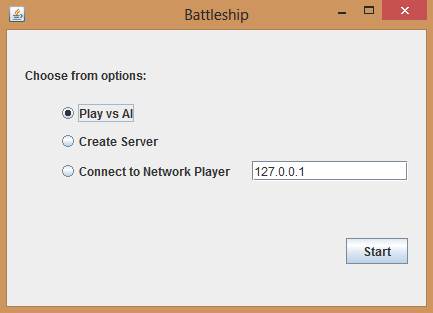 Battleship
Choose from options:
Play vs AI
Create Server
Connect to Network Player 127.0.0.1
Start